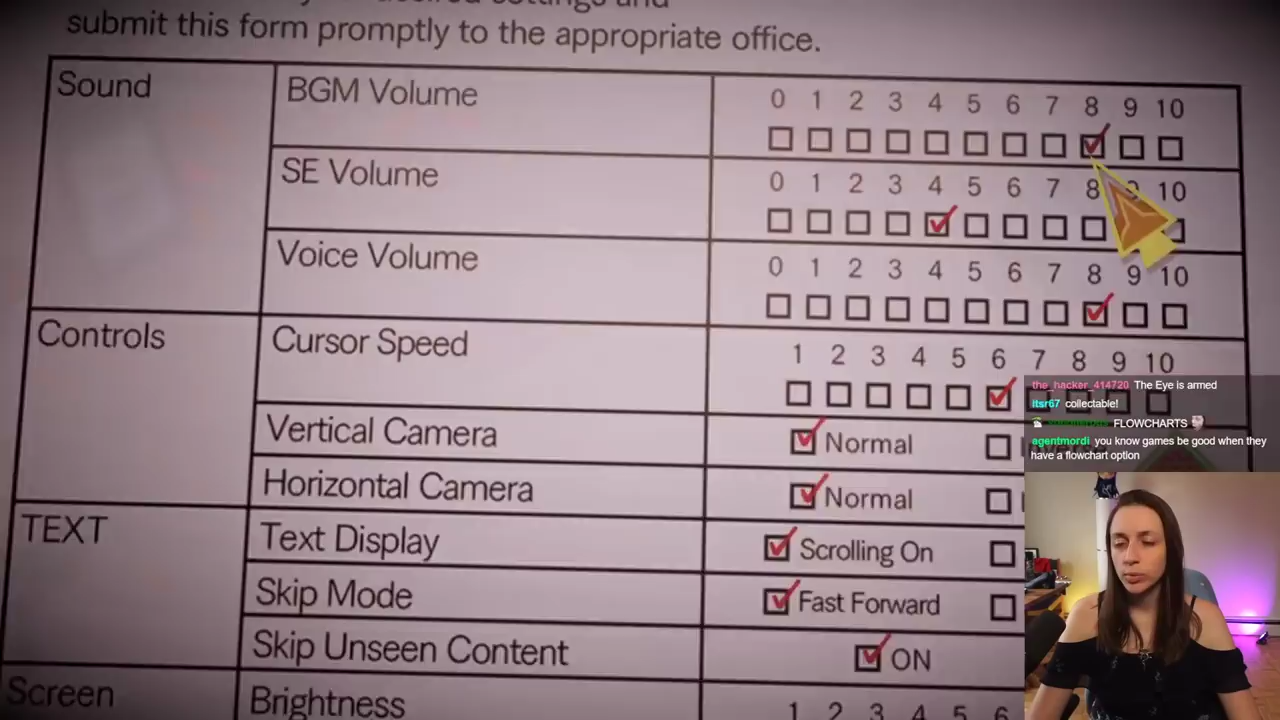 submit this form promptly to the appropriate office.
Sound
BGM Volume
0 1 2 3 4 5 6 7 8 9 10
SE Volume
0 1 2 3 4 5 6 7 8 9 10
Voice Volume
0 1 2 3 4 5 6 7 8 9 10
Controls
Cursor Speed
1 2 3 4 5 6 7 8 9 10
Vertical Camera
Normal
Horizontal Camera
Normal
TEXT
Text Display
Scrolling On
Skip Mode
Fast Forward
Skip Unseen Content
ON
Screen
Brightness
1 2 3 4 5 6
the_hacker_414720 The Eye is armed
itsr67 collectable!
FLOWCHARTS
agentmordi you know games be good when they
have a flowchart option